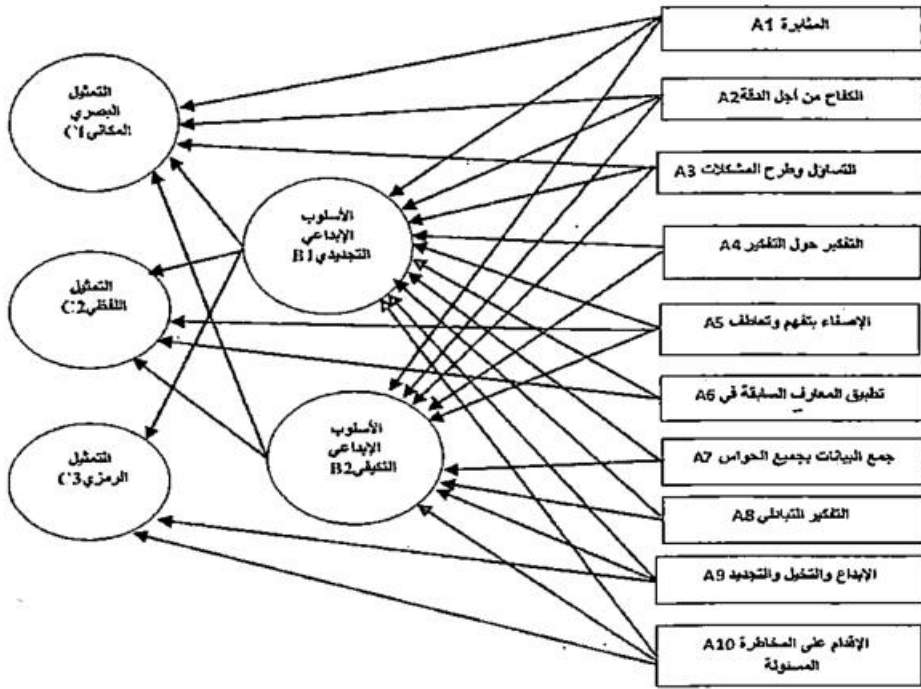 A1 المثابرة
الكفاح من أجل الدقة A2
التساؤل وطرح المشكلات A3
التفكير حول التفكير A4
الإصغاء بتفهم وتعاطف A5
تطبيق المعارف السابقة في A6
جمع البيانات بجميع الحواس A7
التفكير التبادلي A8
الإبداع والتخيل والتجديد A9
الإقدام على المخاطرة A10
المسئولة
الأسلوب
الإبداعي
التجديدي B1
الأسلوب
الإبداعي
التكيفي B2
التمثيل
البصري
المكاني C1
التمثيل
اللفظي C2
التمثيل
الرمزي C3